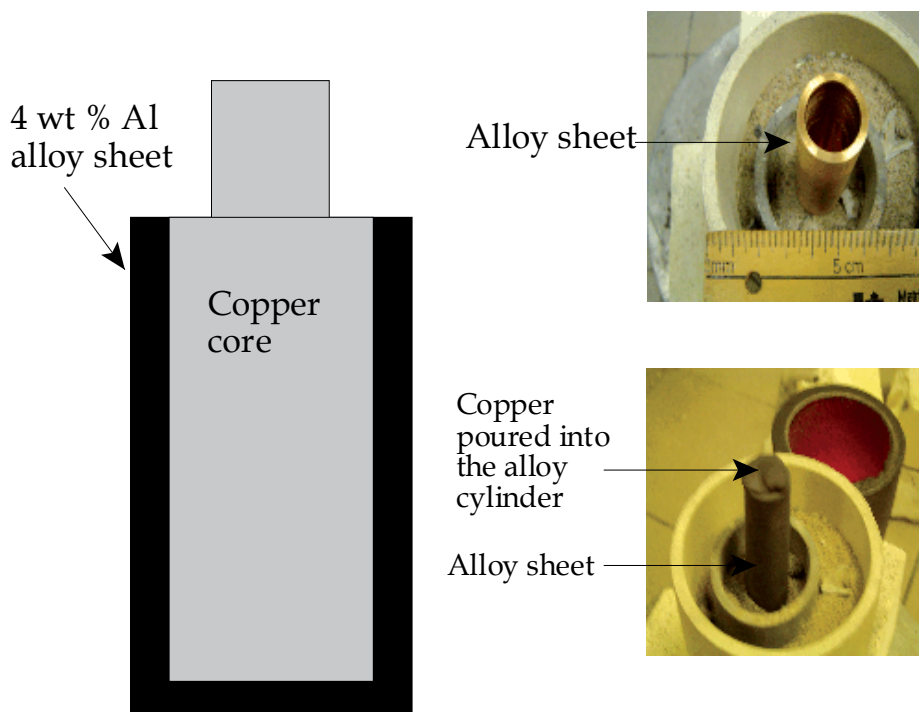 4 wt % Al
alloy sheet
Copper
core
Alloy sheet
mm
5 cm
Copper
poured into
the alloy
cylinder
Alloy sheet